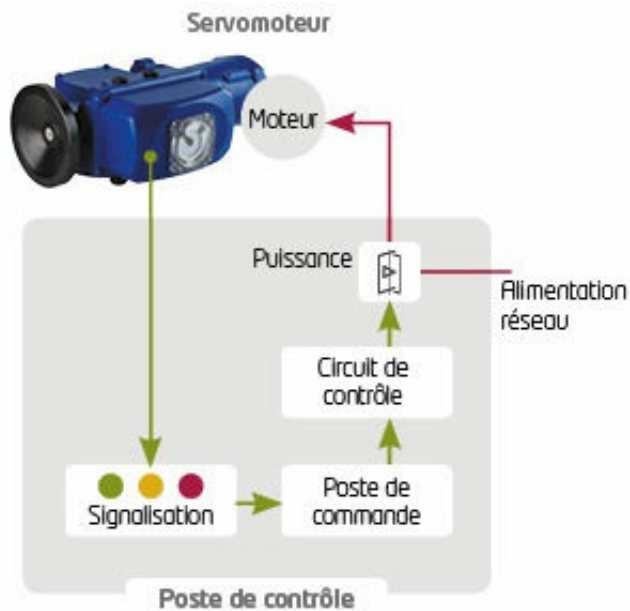 Servomoteur
Moteur
Puissance
Alimentation
réseau
Circuit de
contrôle
Signalisation
Poste de
commande
Poste de contrôle